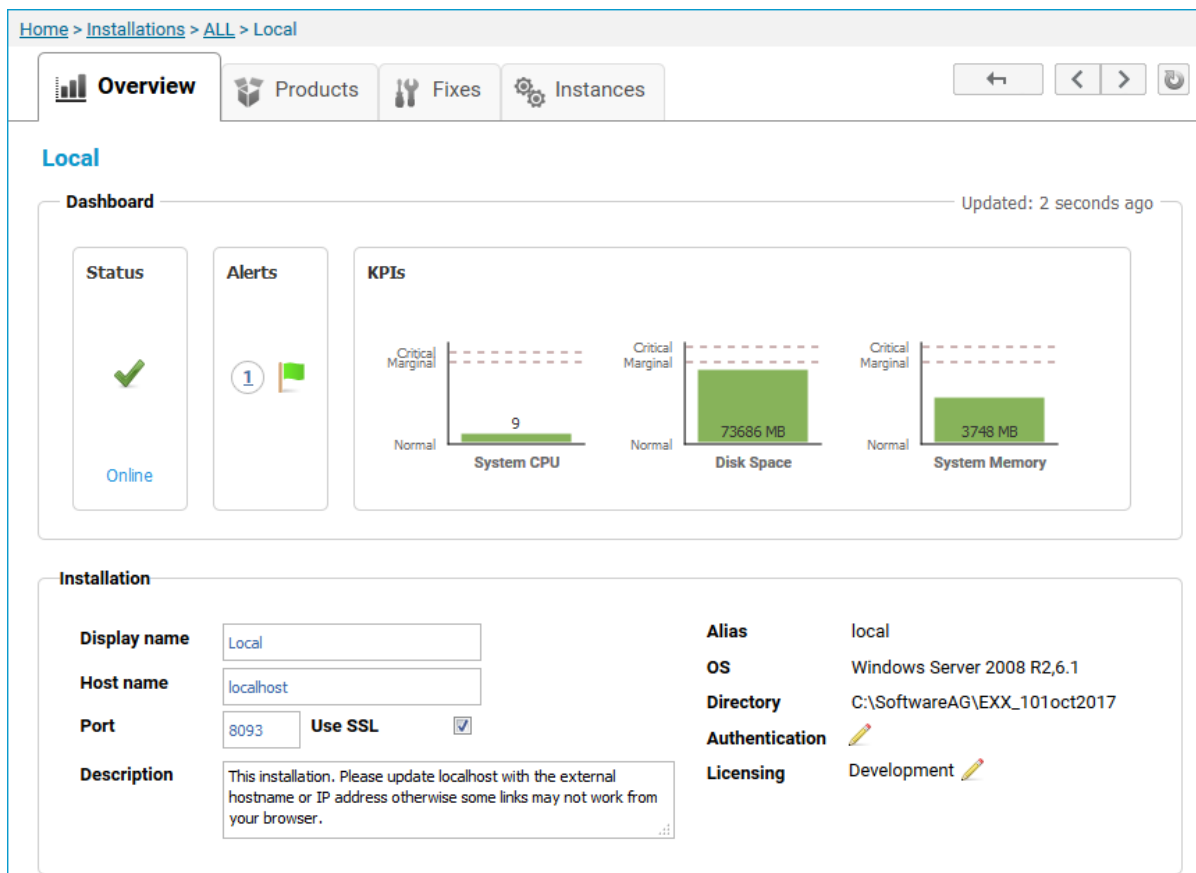 Home > Installations > ALL > Local
Overview
Products
Fixes
Instances
Local
Dashboard
Updated: 2 seconds ago
Status
Alerts
KPIs
Online
1
Critical
Marginal
Normal
9
System CPU
Critical
Marginal
Normal
73686 MB
Disk Space
Critical
Marginal
Normal
3748 MB
System Memory
Installation
Display name Local
Host name localhost
Port 8093 Use SSL
Description This installation. Please update localhost with the external
hostname or IP address otherwise some links may not work from
your browser.
Alias local
OS Windows Server 2008 R2,6.1
Directory C:\SoftwareAG\EXX_101oct2017
Authentication
Licensing Development